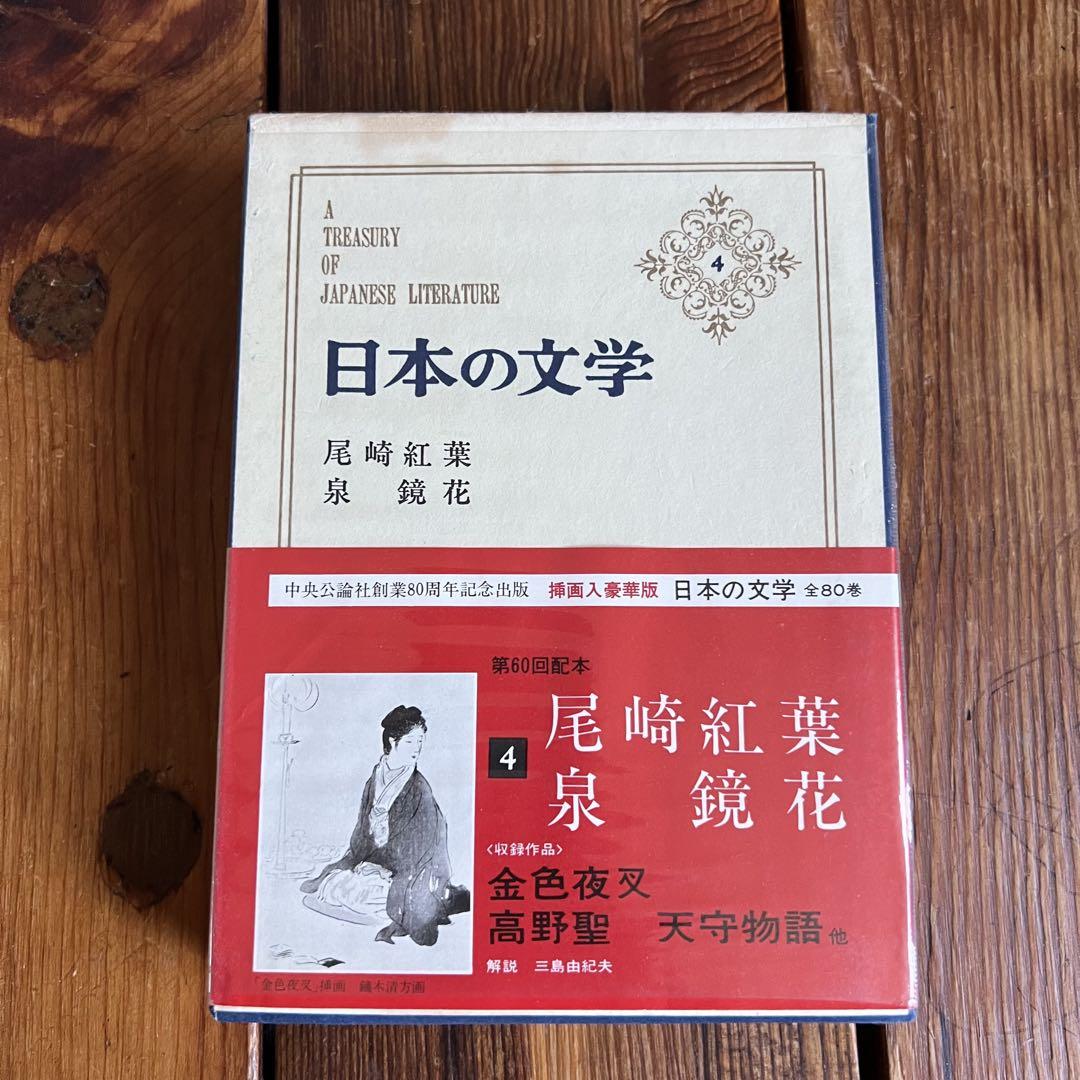 A
TREASURY
OF
JAPANESE LITERATURE
4
日本の文学
尾崎紅葉
泉 鏡花
中央公論社創業80周年記念出版 挿画入豪華版 日本の文学 全80巻
第60回配本
4
尾崎紅葉
泉 鏡花
〈収録作品〉
金色夜叉
高野聖 天守物語 他
解説 三島由紀夫
「金色夜叉」挿画 鏑木清方画